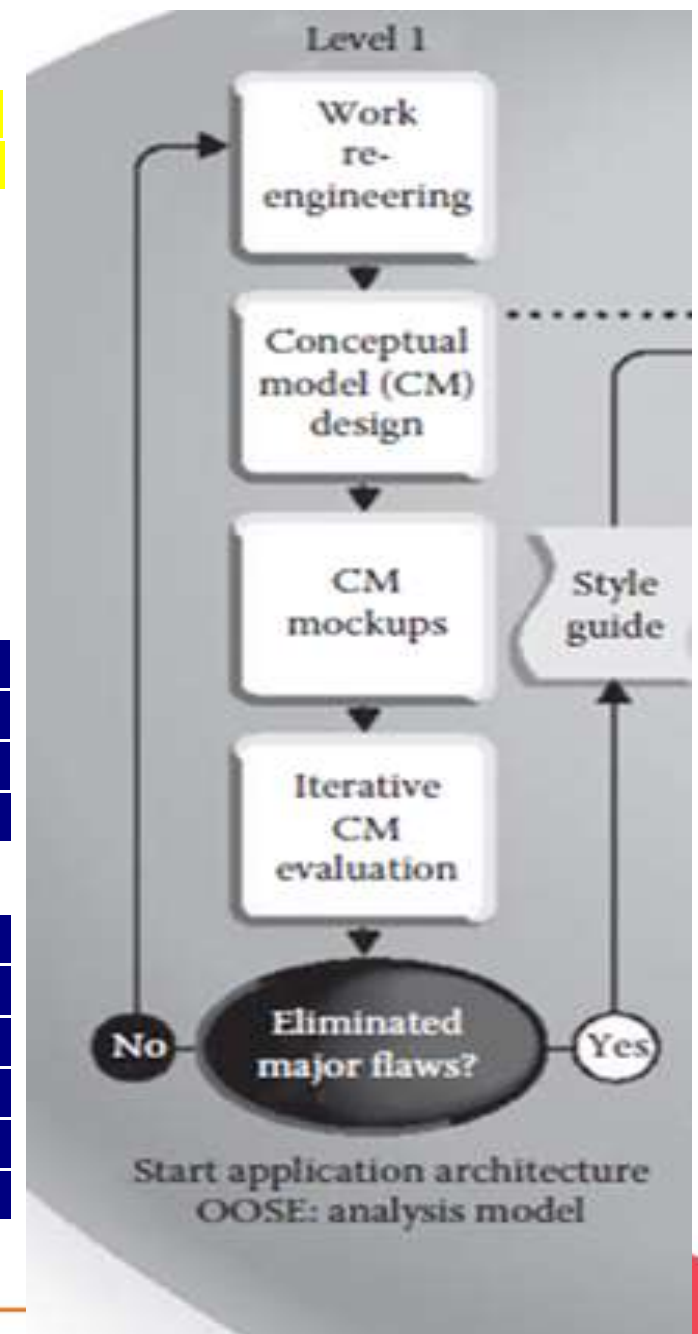 Level 1
Work
re-
engineering
Conceptual
model (CM)
design
CM
mockups
Style
guide
Iterative
CM
evaluation
No
Eliminated
major flaws?
Yes
Start application architecture
OOSE: analysis model